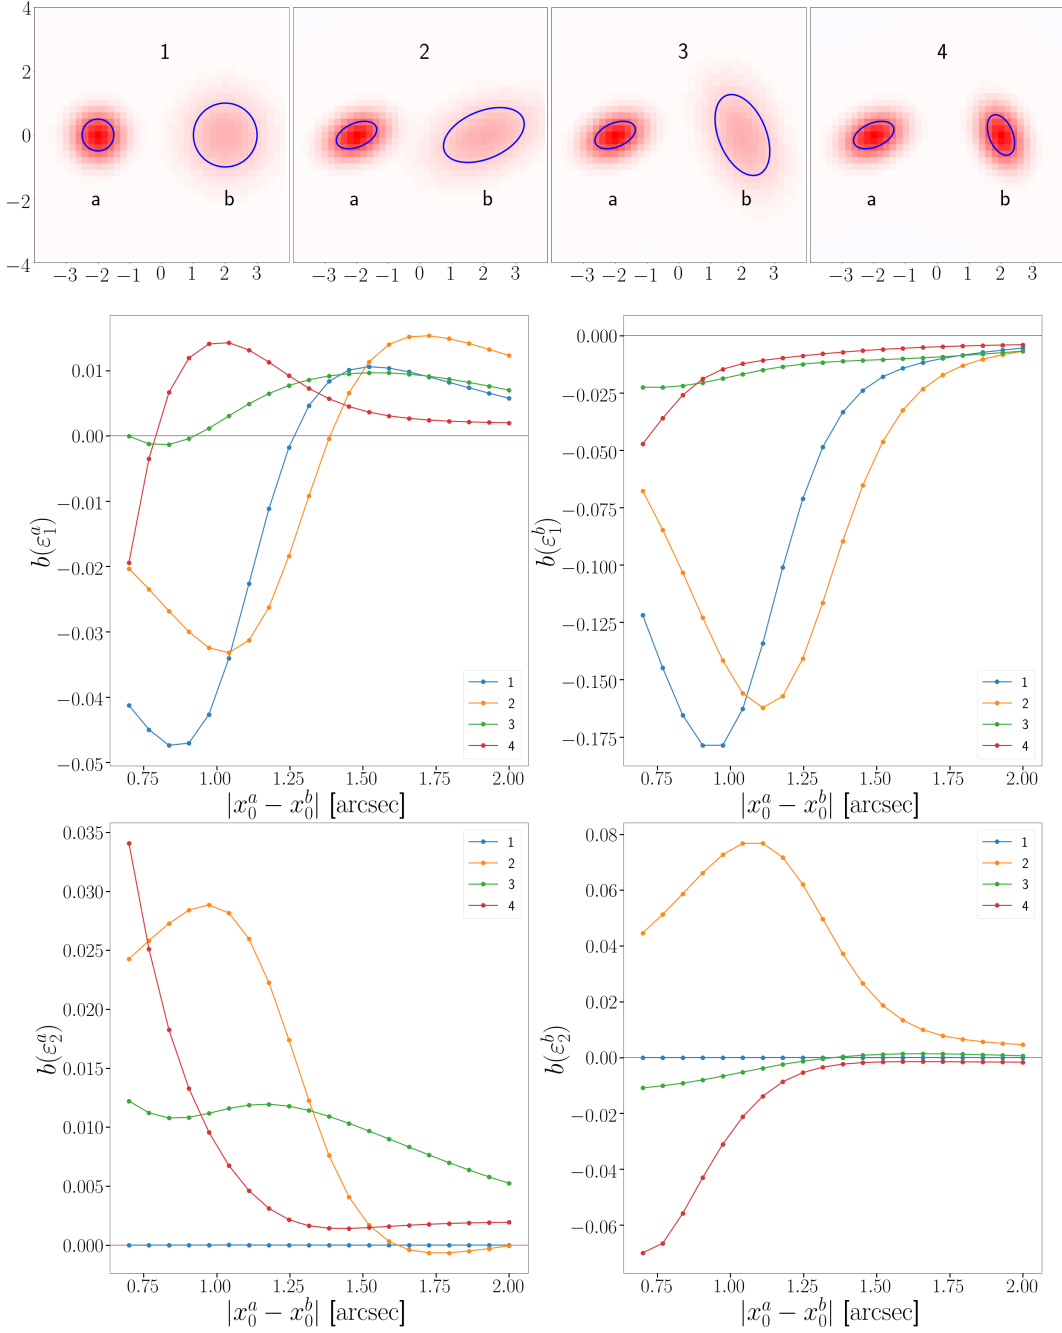 4
2
0
−2
−4
1
a
b
2
a
b
3
a
b
4
a
b
−3 −2 −1 0 1 2 3
−3 −2 −1 0 1 2 3
−3 −2 −1 0 1 2 3
−3 −2 −1 0 1 2 3
b(ε₁ᵃ)
0.01
0.00
−0.01
−0.02
−0.03
−0.04
−0.05
1
2
3
4
0.75 1.00 1.25 1.50 1.75 2.00
|x₀ᵃ − x₀ᵇ| [arcsec]
b(ε₁ᵇ)
0.000
−0.025
−0.050
−0.075
−0.100
−0.125
−0.150
−0.175
1
2
3
4
0.75 1.00 1.25 1.50 1.75 2.00
|x₀ᵃ − x₀ᵇ| [arcsec]
b(ε₂ᵃ)
0.035
0.030
0.025
0.020
0.015
0.010
0.005
0.000
1
2
3
4
0.75 1.00 1.25 1.50 1.75 2.00
|x₀ᵃ − x₀ᵇ| [arcsec]
b(ε₂ᵇ)
0.08
0.06
0.04
0.02
0.00
−0.02
−0.04
−0.06
1
2
3
4
0.75 1.00 1.25 1.50 1.75 2.00
|x₀ᵃ − x₀ᵇ| [arcsec]